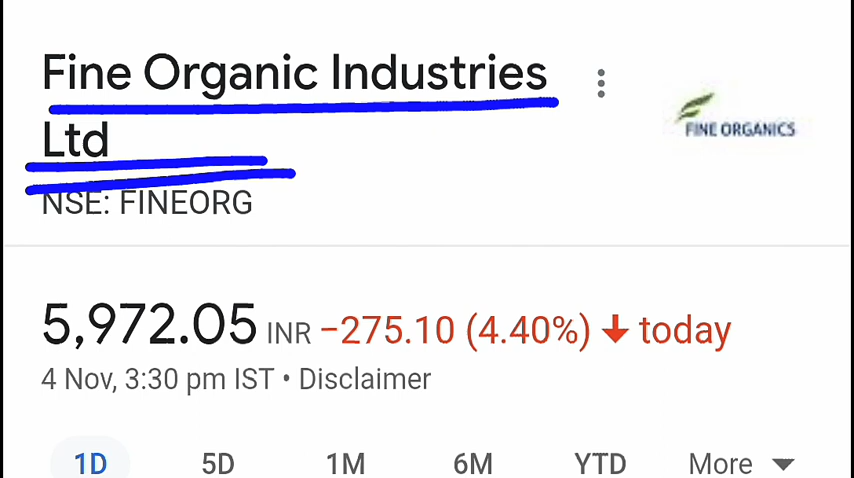 Fine Organic Industries
Ltd
FINE ORGANICS
NSE: FINEORG
5,972.05 INR −275.10 (4.40%) ↓ today
4 Nov, 3:30 pm IST • Disclaimer
1D 5D 1M 6M YTD More